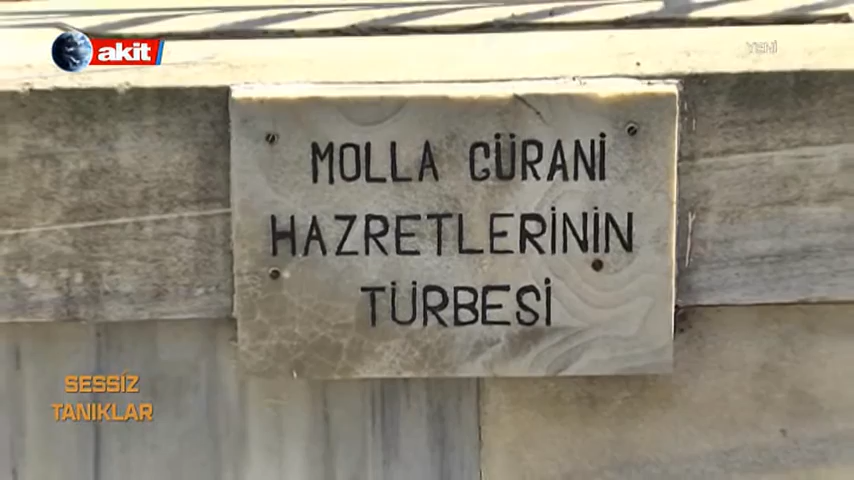 akit
YENİ
MOLLA GÜRANİ
HAZRETLERİNİN
TÜRBESİ
SESSİZ
TANIKLAR